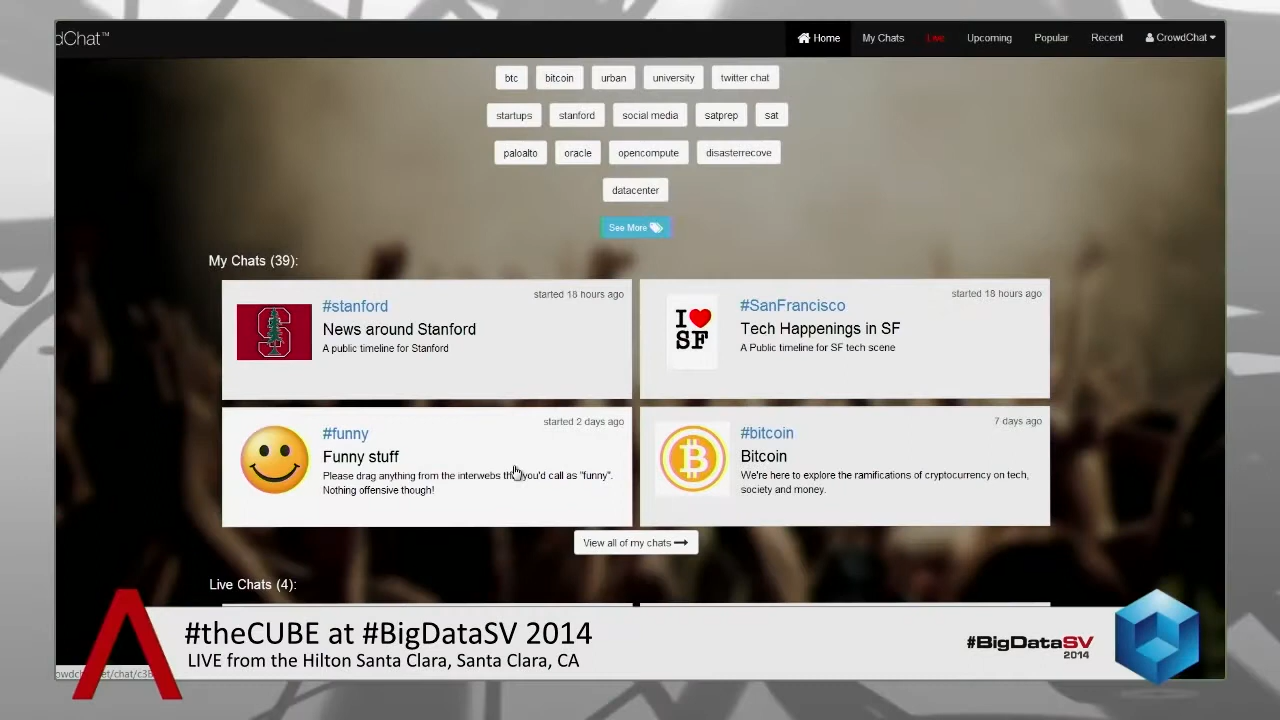 dChat™
Home My Chats Live Upcoming Popular Recent CrowdChat
btc bitcoin urban university twitter chat
startups stanford social media satprep sat
paloalto oracle opencompute disasterrecove
datacenter
See More
My Chats (39):
started 18 hours ago
#stanford
News around Stanford
A public timeline for Stanford
started 18 hours ago
I SF
#SanFrancisco
Tech Happenings in SF
A Public timeline for SF tech scene
started 2 days ago
#funny
Funny stuff
Please drag anything from the interwebs you'd call as "funny".
Nothing offensive though!
7 days ago
#bitcoin
Bitcoin
We're here to explore the ramifications of cryptocurrency on tech,
society and money.
View all of my chats
Live Chats (4):
#theCUBE at #BigDataSV 2014
LIVE from the Hilton Santa Clara, Santa Clara, CA
#BigDataSV
2014